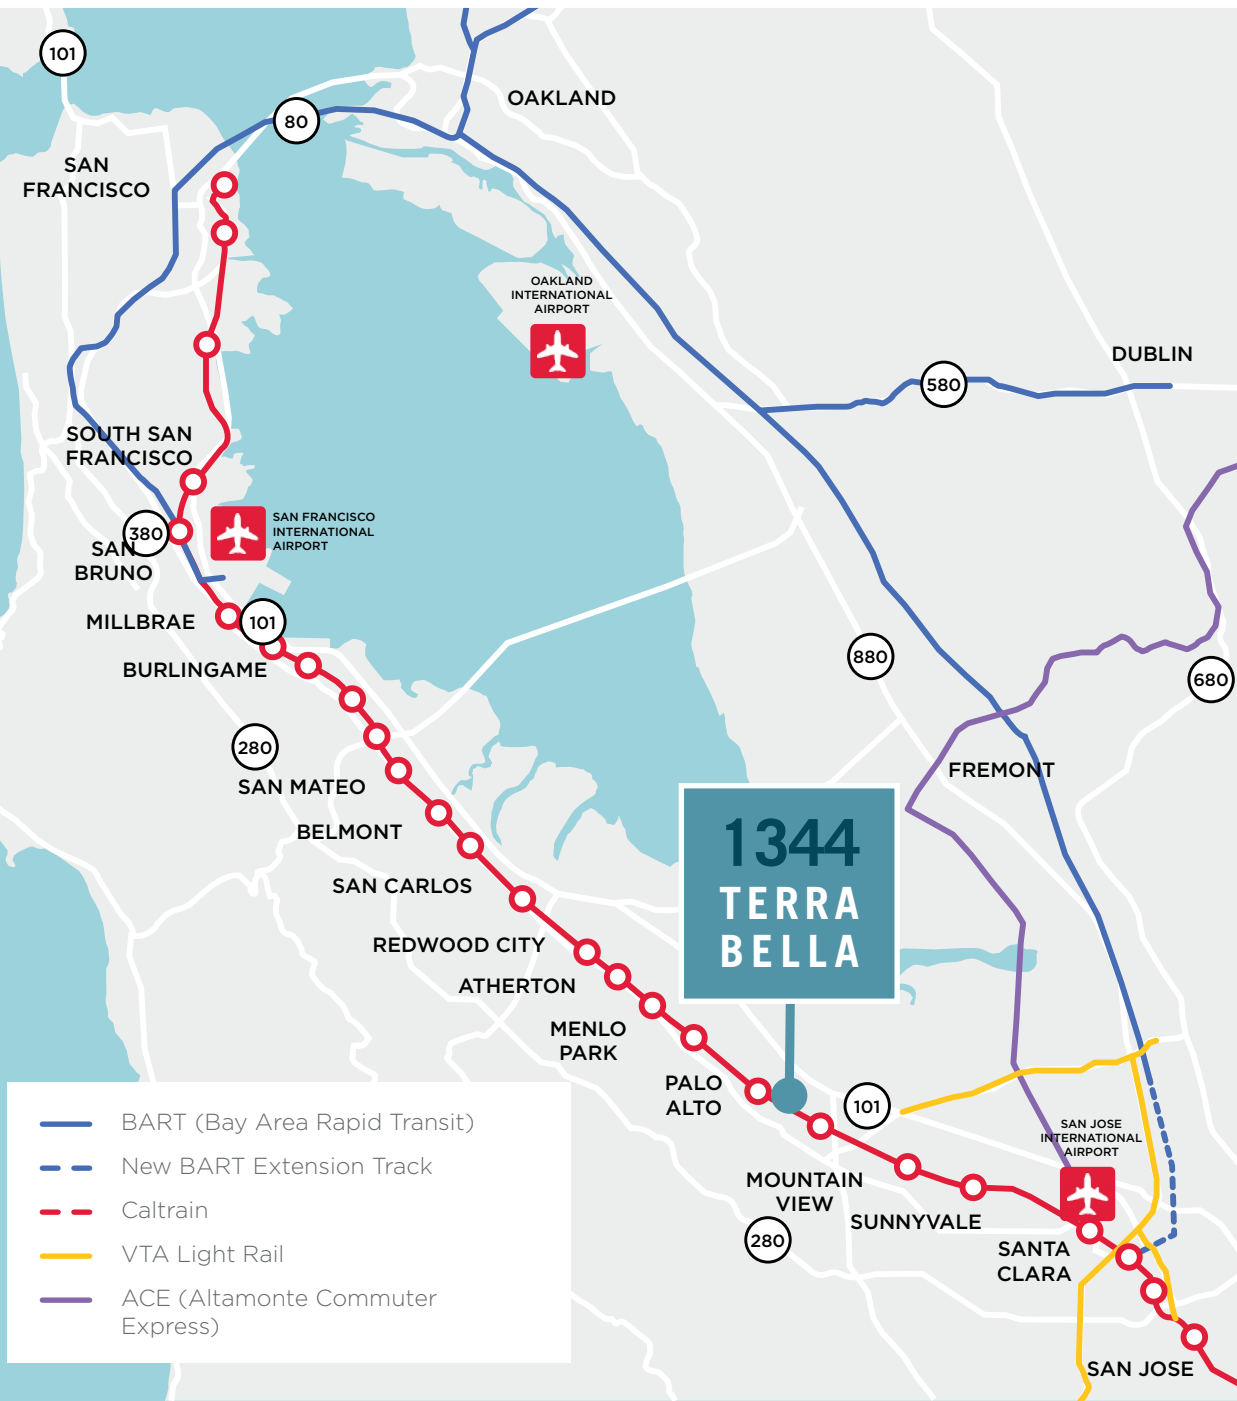 101
OAKLAND
80
SAN
FRANCISCO
OAKLAND
INTERNATIONAL
AIRPORT
DUBLIN
580
SOUTH SAN
FRANCISCO
SAN FRANCISCO
INTERNATIONAL
AIRPORT
380
SAN
BRUNO
MILLBRAE
101
BURLINGAME
880
680
280
SAN MATEO
FREMONT
BELMONT
1344
TERRA
BELLA
SAN CARLOS
REDWOOD CITY
ATHERTON
MENLO
PARK
PALO
ALTO
101
SAN JOSE
INTERNATIONAL
AIRPORT
MOUNTAIN
VIEW
SUNNYVALE
280
SANTA
CLARA
SAN JOSE
BART (Bay Area Rapid Transit)
New BART Extension Track
Caltrain
VTA Light Rail
ACE (Altamonte Commuter
Express)